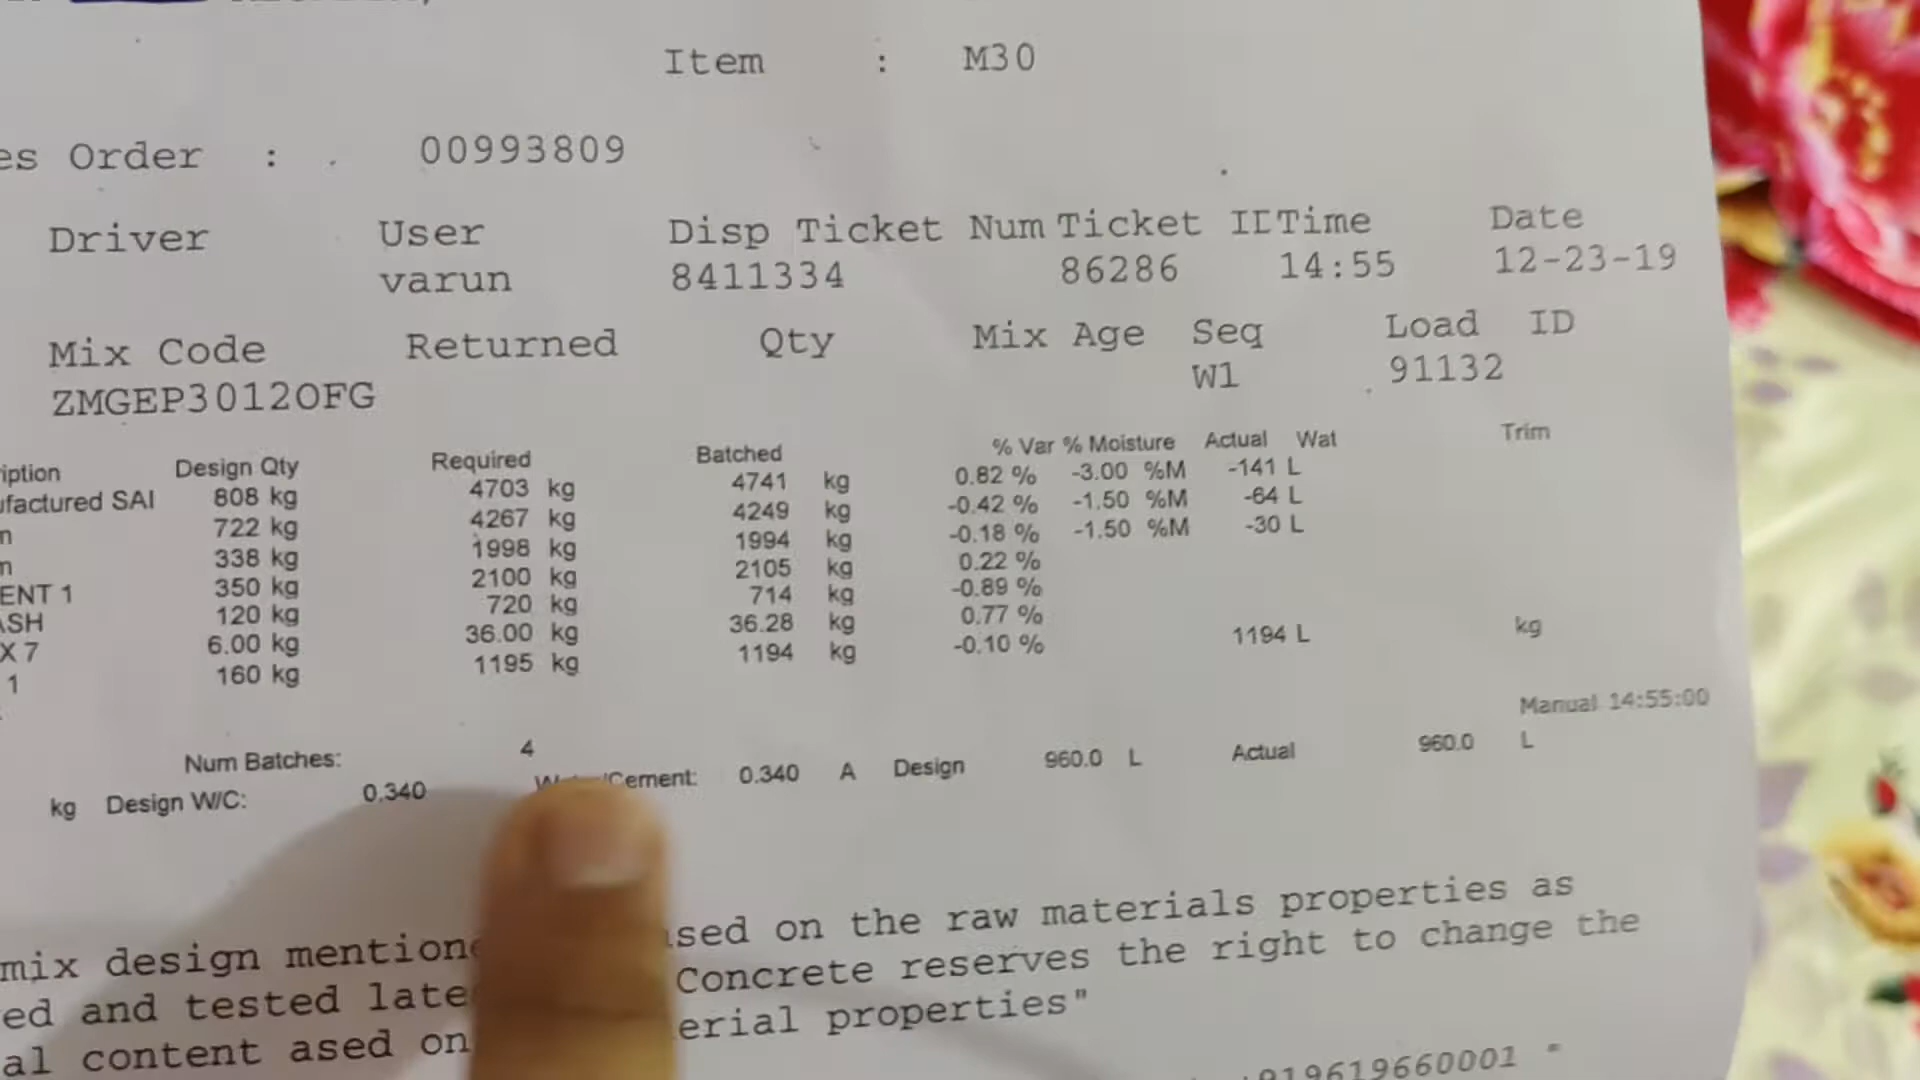 Item : M30
es Order : 00993809
Driver User Disp Ticket Num Ticket ID Time Date
varun 8411334 86286 14:55 12-23-19
Mix Code Returned Qty Mix Age Seq Load ID
ZMGEP30120FG W1 91132
iption Design Qty Required Batched % Var % Moisture Actual Wat Trim
ufactured SAI 808 kg 4703 kg 4741 kg 0.82 % -3.00 %M -141 L
n 722 kg 4267 kg 4249 kg -0.42 % -1.50 %M -64 L
m 338 kg 1998 kg 1994 kg -0.18 % -1.50 %M -30 L
ENT 1 350 kg 2100 kg 2105 kg 0.22 %
ASH 120 kg 720 kg 714 kg -0.89 %
X 7 6.00 kg 36.00 kg 36.28 kg 0.77 %
1 160 kg 1195 kg 1194 kg -0.10 % 1194 L kg
Manual 14:55:00
Num Batches: 4
kg Design W/C: 0.340 Cement: 0.340 A Design 960.0 L Actual 960.0 L
mix design mention sed on the raw materials properties as
ed and tested late Concrete reserves the right to change the
al content ased on erial properties"
919619660001 "